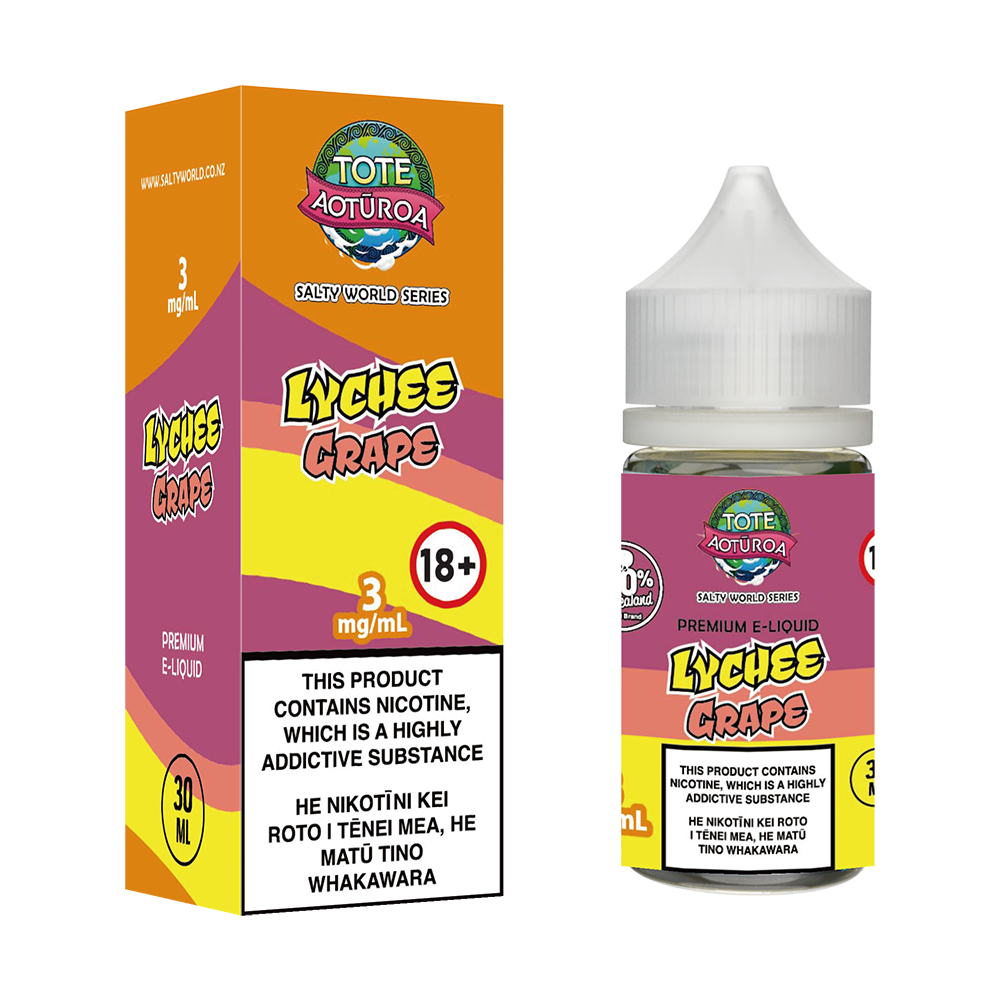 WWW.SALTYWORLD.CO.NZ
3
mg/mL
LYCHEE
GRAPE
PREMIUM
E-LIQUID
30
ML
TOTE
AOTŪROA
SALTY WORLD SERIES
LYCHEE
GRAPE
18+
3
mg/mL
THIS PRODUCT
CONTAINS NICOTINE,
WHICH IS A HIGHLY
ADDICTIVE SUBSTANCE
HE NIKOTĪNI KEI
ROTO I TĒNEI MEA, HE
MATŪ TINO
WHAKAWARA
TOTE
AOTŪROA
SALTY WORLD SERIES
PREMIUM E-LIQUID
LYCHEE
GRAPE
Brand
mL
THIS PRODUCT CONTAINS
NICOTINE, WHICH IS A HIGHLY
ADDICTIVE SUBSTANCE
HE NIKOTĪNI KEI ROTO
I TĒNEI MEA, HE MATŪ
TINO WHAKAWARA